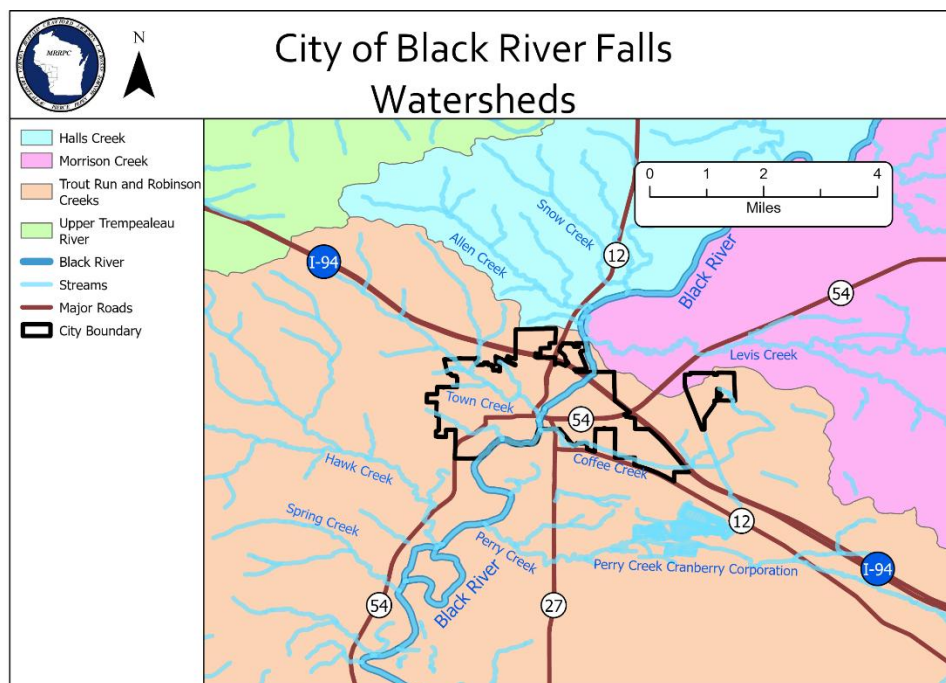 City of Black River Falls
Watersheds
MRRPC
N
Halls Creek
Morrison Creek
Trout Run and Robinson
Creeks
Upper Trempealeau
River
Black River
Streams
Major Roads
City Boundary
0 1 2 4
Miles
Snow Creek
Allen Creek
12
Black River
I-94
54
Levis Creek
Town Creek
54
Coffee Creek
Hawk Creek
Spring Creek
12
Perry Creek
Perry Creek Cranberry Corporation
I-94
Black River
54
27